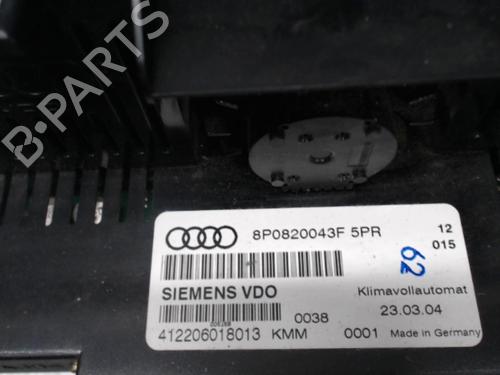 B-PARTS
8P0820043F 5PR
12
015
62
SIEMENS VDO
Klimavollautomat
0038
23.03.04
412206018013 KMM 0001 Made in Germany